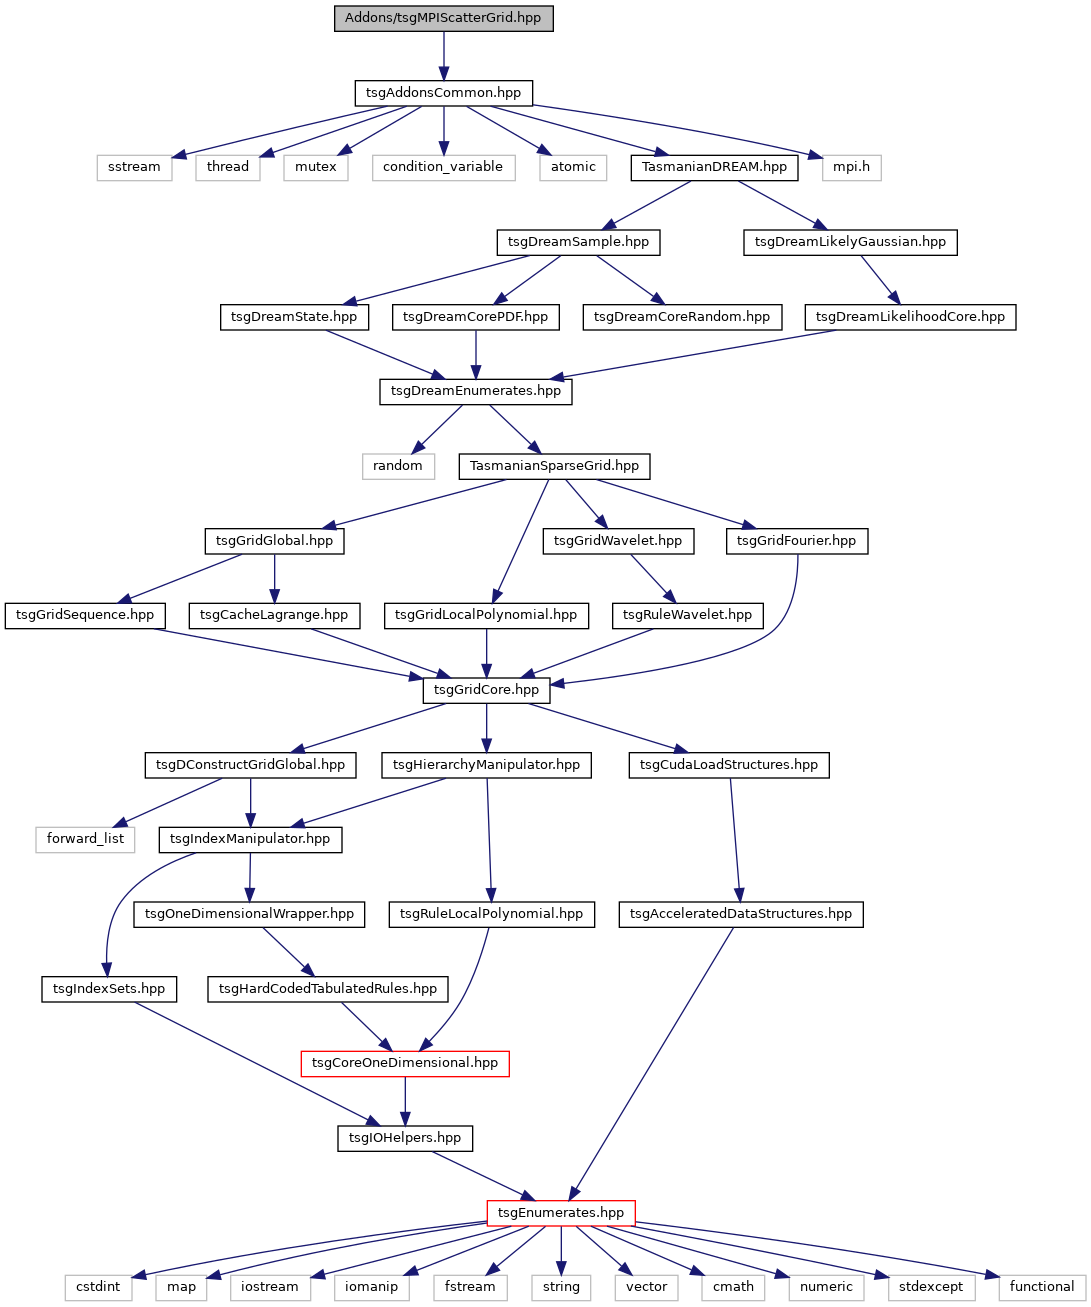 Addons/tsgMPIScatterGrid.hpp
tsgAddonsCommon.hpp
sstream
thread
mutex
condition_variable
atomic
TasmanianDREAM.hpp
mpi.h
tsgDreamSample.hpp
tsgDreamLikelyGaussian.hpp
tsgDreamState.hpp
tsgDreamCorePDF.hpp
tsgDreamCoreRandom.hpp
tsgDreamLikelihoodCore.hpp
tsgDreamEnumerates.hpp
random
TasmanianSparseGrid.hpp
tsgGridGlobal.hpp
tsgGridWavelet.hpp
tsgGridFourier.hpp
tsgGridSequence.hpp
tsgCacheLagrange.hpp
tsgGridLocalPolynomial.hpp
tsgRuleWavelet.hpp
tsgGridCore.hpp
tsgDConstructGridGlobal.hpp
tsgHierarchyManipulator.hpp
tsgCudaLoadStructures.hpp
forward_list
tsgIndexManipulator.hpp
tsgOneDimensionalWrapper.hpp
tsgRuleLocalPolynomial.hpp
tsgAcceleratedDataStructures.hpp
tsgIndexSets.hpp
tsgHardCodedTabulatedRules.hpp
tsgCoreOneDimensional.hpp
tsgIOHelpers.hpp
tsgEnumerates.hpp
cstdint
map
iostream
iomanip
fstream
string
vector
cmath
numeric
stdexcept
functional